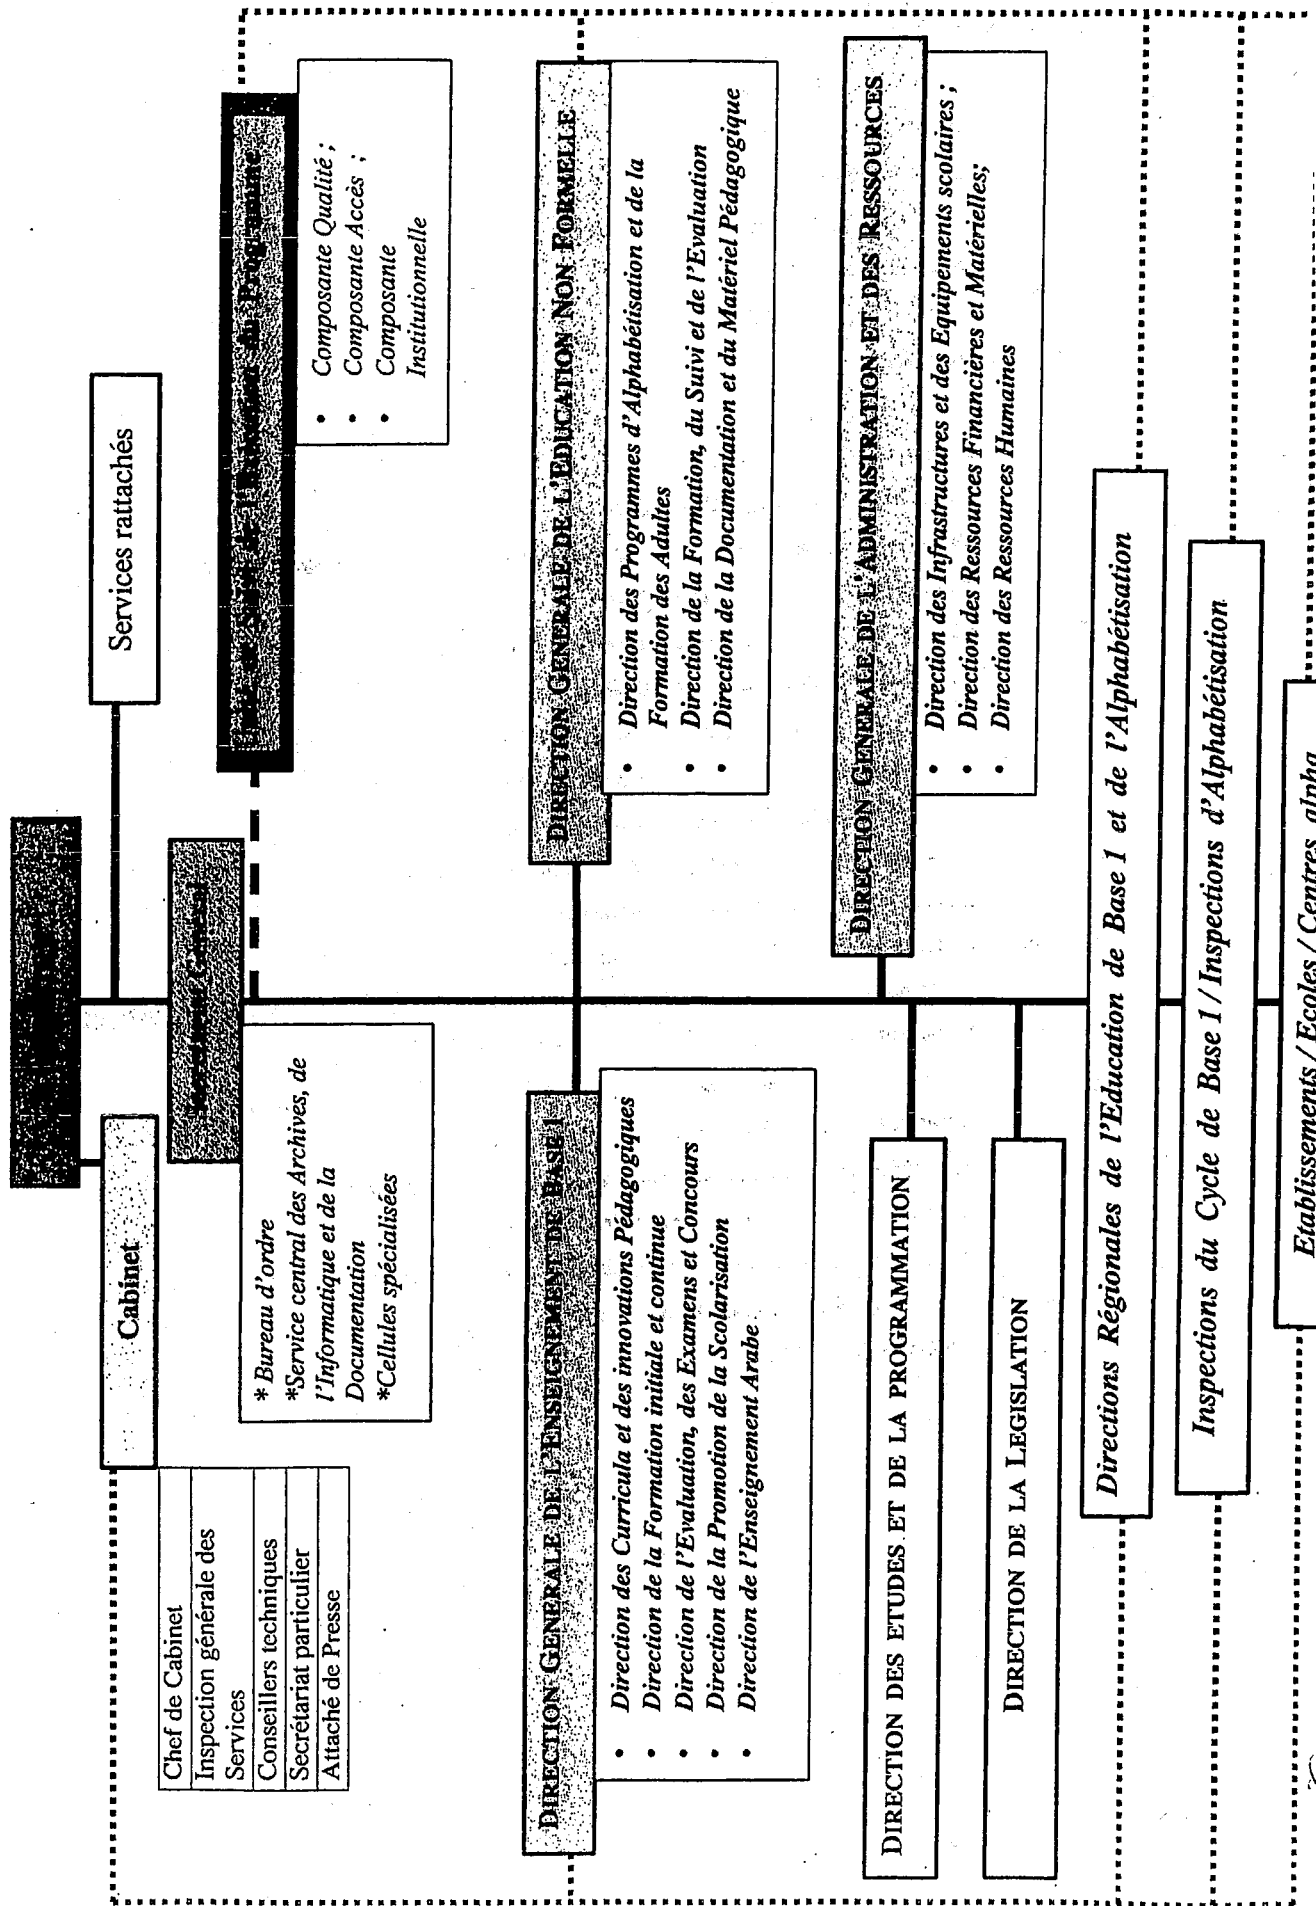 Services rattachés
Cabinet
Chef de Cabinet
Inspection générale des
Services
Conseillers techniques
Secrétariat particulier
Attaché de Presse
* Bureau d'ordre
*Service central des Archives, de
l'Informatique et de la
Documentation
*Cellules spécialisées
du Programme
• Composante Qualité ;
• Composante Accès ;
• Composante
Institutionnelle
DIRECTION GENERALE DE L'ENSEIGNEMENT DE BASE 1
• Direction des Curricula et des innovations Pédagogiques
• Direction de la Formation initiale et continue
• Direction de l'Evaluation, des Examens et Concours
• Direction de la Promotion de la Scolarisation
• Direction de l'Enseignement Arabe
DIRECTION GENERALE DE L'EDUCATION NON FORMELLE
• Direction des Programmes d'Alphabétisation et de la
Formation des Adultes
• Direction de la Formation, du Suivi et de l'Evaluation
• Direction de la Documentation et du Matériel Pédagogique
DIRECTION GENERALE DE L'ADMINISTRATION ET DES RESSOURCES
• Direction des Infrastructures et des Equipements scolaires ;
• Direction des Ressources Financières et Matérielles;
• Direction des Ressources Humaines
DIRECTION DES ETUDES ET DE LA PROGRAMMATION
DIRECTION DE LA LEGISLATION
Directions Régionales de l'Education de Base 1 et de l'Alphabétisation
Inspections du Cycle de Base 1 / Inspections d'Alphabétisation
Etablissements / Ecoles / Centres alpha